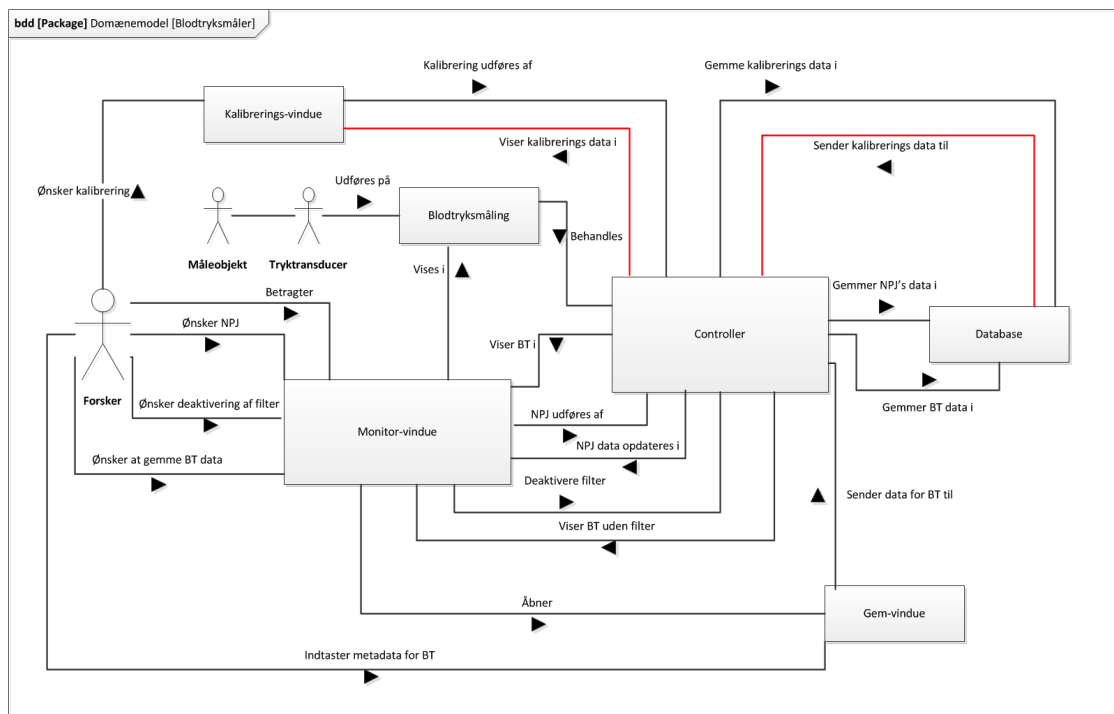 bdd [Package] Domænemodel [Blodtryksmåler]
Kalibrering udføres af
Gemme kalibrings data i
Kalibrerings-vindue
Viser kalibrerings data i
Sender kalibrerings data til
Ønsker kalibrering
Udføres på
Blodtryksmåling
Behandles
Måleobjekt
Tryktransducer
Vises i
Gemmer NPJ's data i
Betragter
Ønsker NPJ
Viser BT i
Controller
Database
Forsker
Ønsker deaktivering af filter
Monitor-vindue
NPJ udføres af
Gemmer BT data i
NPJ data opdateres i
Ønsker at gemme BT data
Deaktivere filter
Sender data for BT til
Viser BT uden filter
Åbner
Gem-vindue
Indtaster metadata for BT